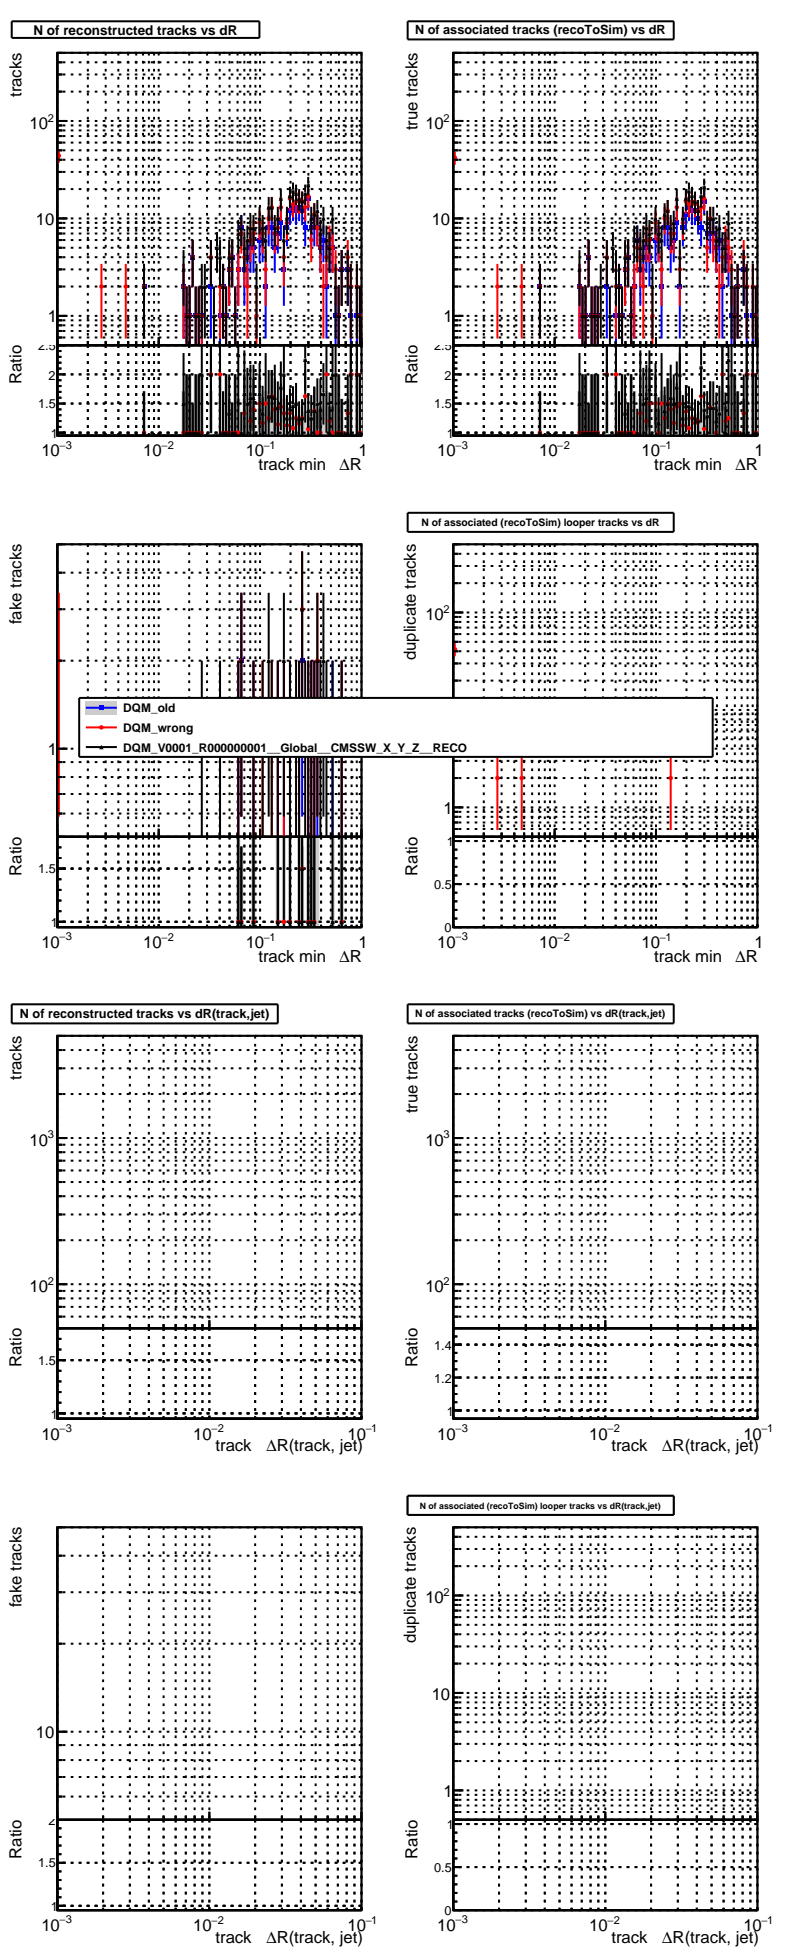 N of reconstructed tracks vs dR
tracks
10²
10
1
Ratio
2.5
2
1.5
1
10⁻³ 10⁻² 10⁻¹ 1
track min ΔR
N of associated tracks (recoToSim) vs dR
true tracks
10²
10
1
Ratio
2.5
2
1.5
1
10⁻³ 10⁻² 10⁻¹ 1
track min ΔR
fake tracks
1
Ratio
1.5
1
10⁻³ 10⁻² 10⁻¹ 1
track min ΔR
N of associated (recoToSim) looper tracks vs dR
duplicate tracks
10²
1
Ratio
1
0.5
0
10⁻³ 10⁻² 10⁻¹ 1
track min ΔR
DQM_old
DQM_wrong
DQM_V0001_R000000001__Global__CMSSW_X_Y_Z__RECO
N of reconstructed tracks vs dR(track,jet)
tracks
10³
10²
Ratio
1.5
1
10⁻³ 10⁻² 10⁻¹
track ΔR(track, jet)
N of associated tracks (recoToSim) vs dR(track,jet)
true tracks
10³
10²
Ratio
1.4
1.2
1
10⁻³ 10⁻² 10⁻¹
track ΔR(track, jet)
fake tracks
10
Ratio
2
1.5
1
10⁻³ 10⁻² 10⁻¹
track ΔR(track, jet)
N of associated (recoToSim) looper tracks vs dR(track,jet)
duplicate tracks
10²
10
1
Ratio
1
0.5
0
10⁻³ 10⁻² 10⁻¹
track ΔR(track, jet)